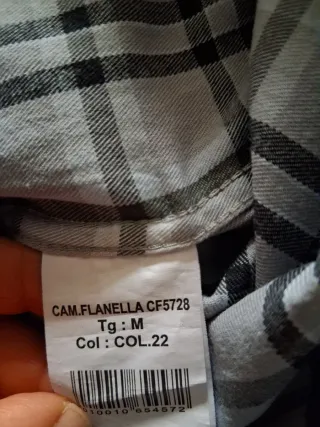 CAM.FLANELLA CF5728
Tg : M
Col : COL.22